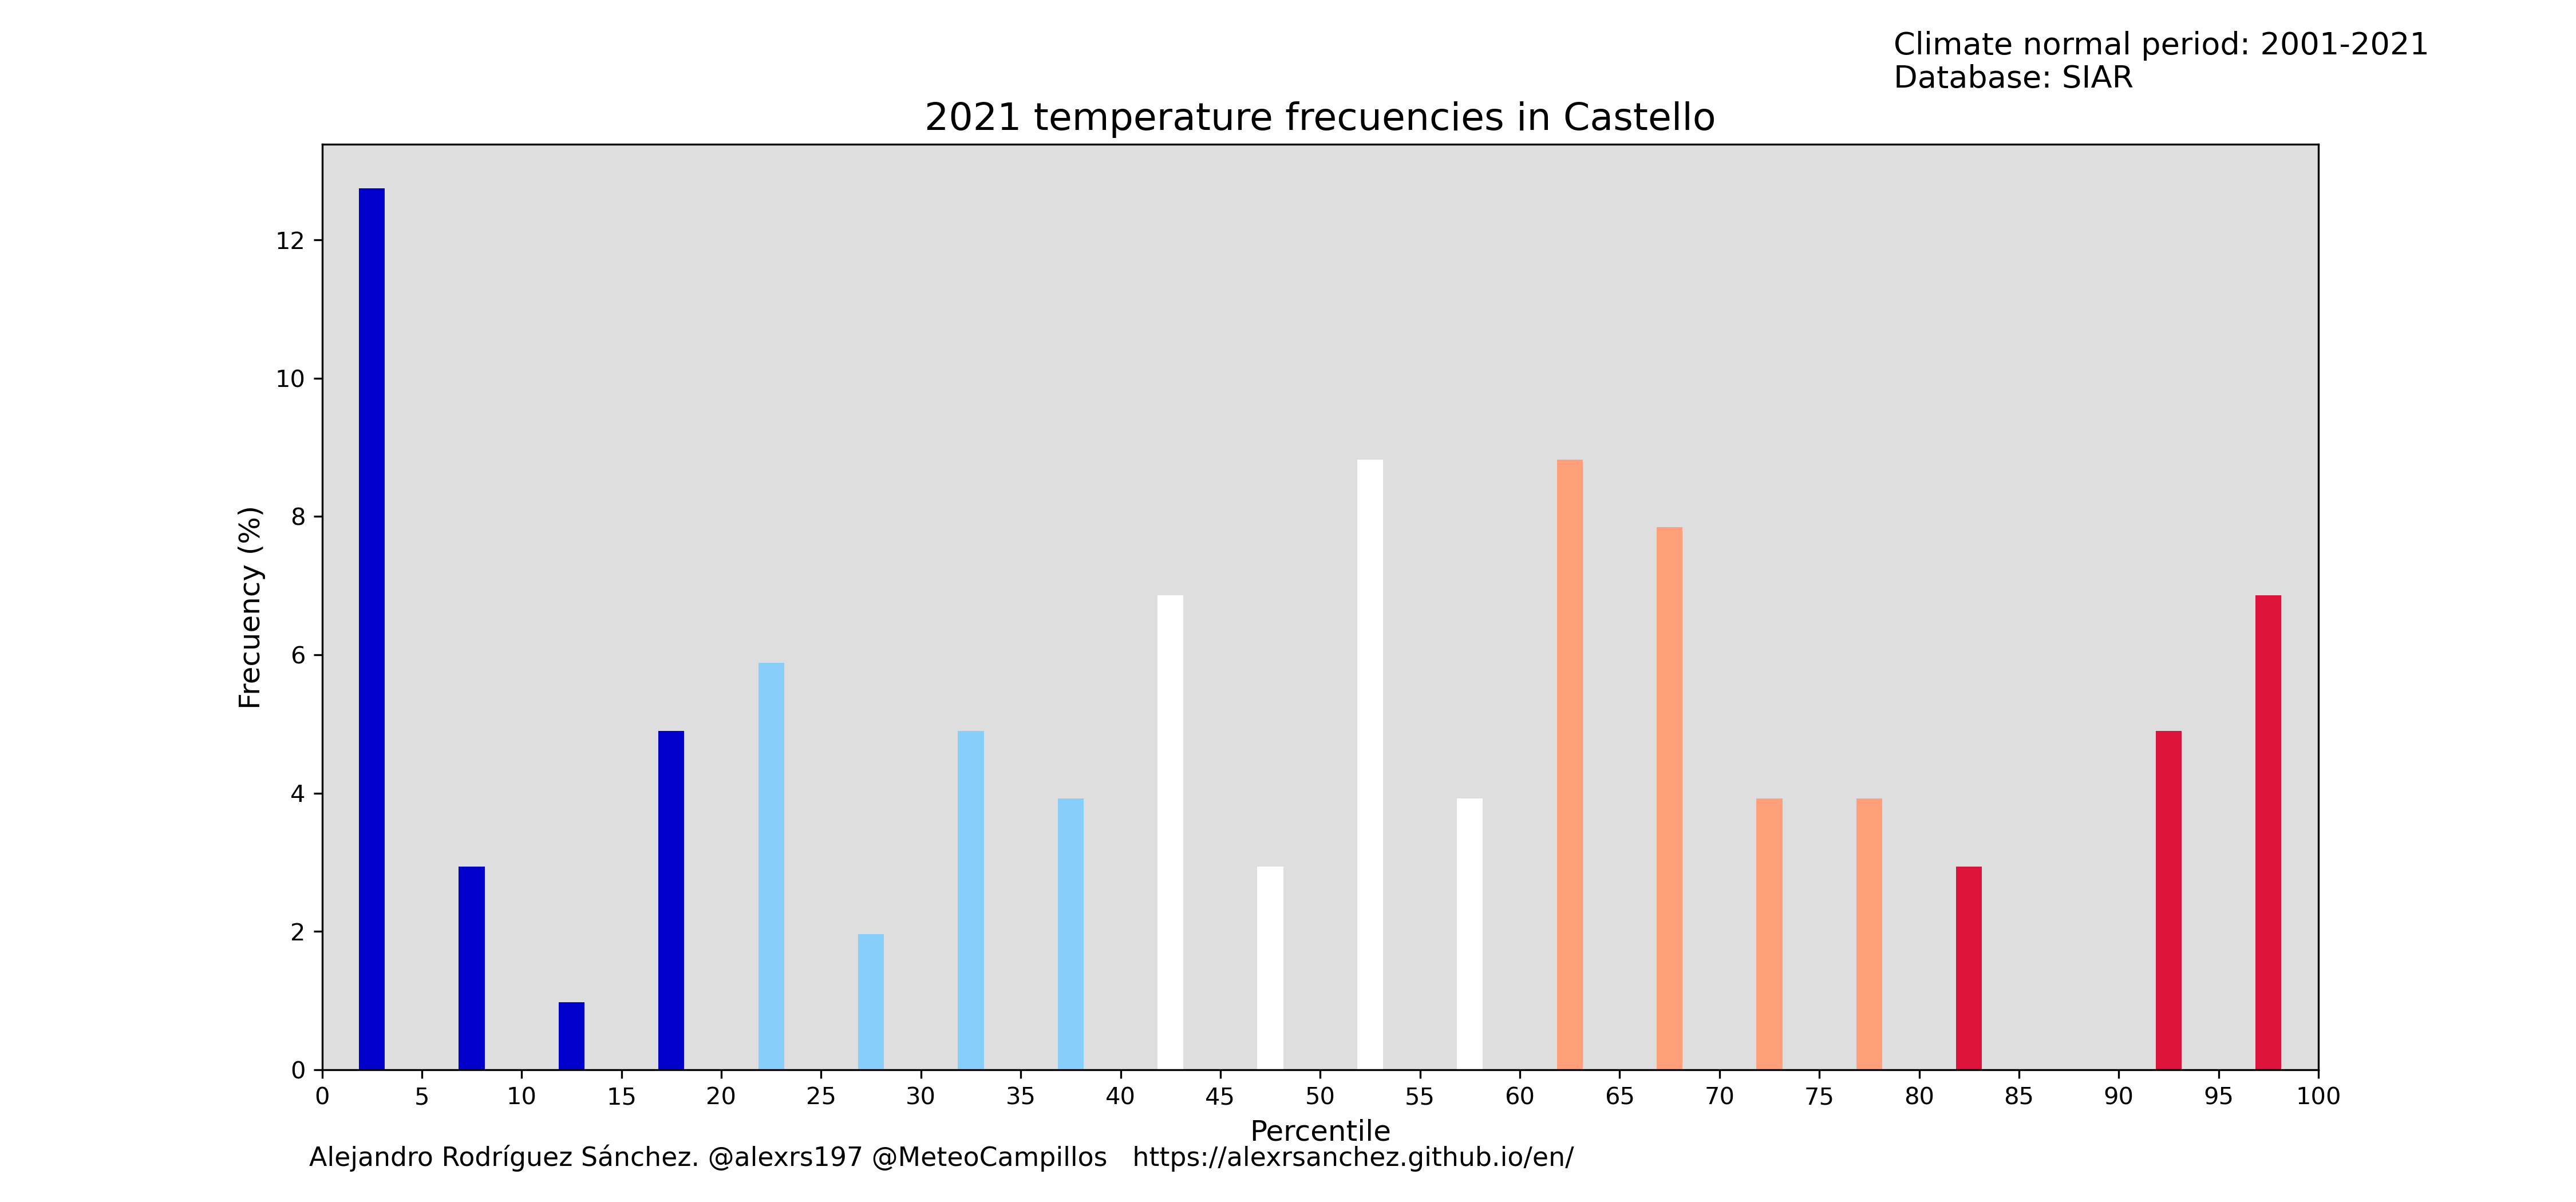 Climate normal period: 2001-2021
Database: SIAR
2021 temperature frecuencies in Castello
Frecuency (%)
12
10
8
6
4
2
0
0 5 10 15 20 25 30 35 40 45 50 55 60 65 70 75 80 85 90 95 100
Percentile
Alejandro Rodríguez Sánchez. @alexrs197 @MeteoCampillos https://alexrsanchez.github.io/en/